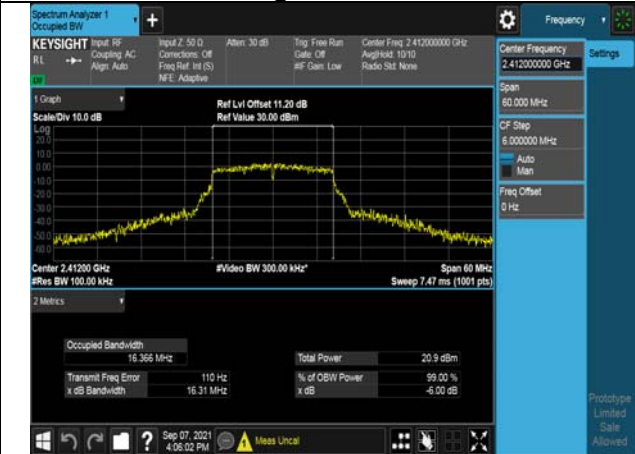 Spectrum Analyzer 1
Occupied BW
+
Frequency
KEYSIGHT
RL
Input: RF
Coupling: AC
Align: Auto
Input Z: 50 Ω
Corrections: Off
Freq Ref: Int (S)
NFE: Adaptive
Atten: 30 dB
Trig: Free Run
Gate: Off
#IF Gain: Low
Center Freq: 2.412000000 GHz
Avg|Hold: 10/10
Radio Std: None
Center Frequency
2.412000000 GHz
Settings
Span
60.000 MHz
CF Step
6.000000 MHz
Auto
Man
Freq Offset
0 Hz
1 Graph
Scale/Div 10.0 dB
Ref Lvl Offset 11.20 dB
Ref Value 30.00 dBm
Log
20.0
10.0
0.00
-10.0
-20.0
-30.0
-40.0
-50.0
-60.0
Center 2.41200 GHz
#Res BW 100.00 kHz
#Video BW 300.00 kHz*
Span 60 MHz
Sweep 7.47 ms (1001 pts)
2 Metrics
Occupied Bandwidth
16.366 MHz
Total Power 20.9 dBm
Transmit Freq Error 110 Hz
% of OBW Power 99.00 %
x dB Bandwidth 16.31 MHz
x dB -6.00 dB
Prototype
Limited
Sale
Allowed
?
Sep 07, 2021
4:06:02 PM
Meas Uncal